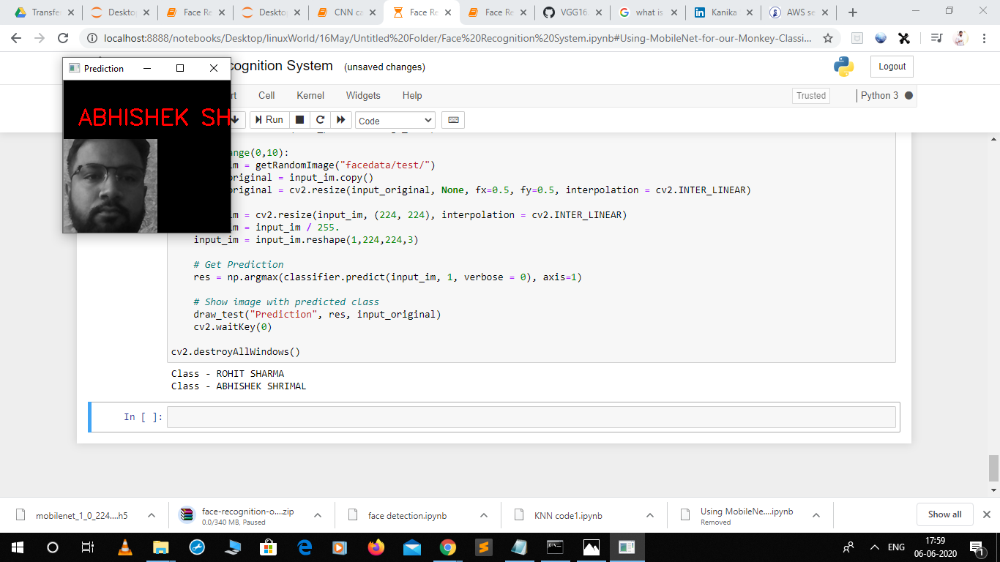 Transfe
Deskto
Face Re
Deskto
CNN ca
Face Re
Face Re
VGG16.
what is
Kanika
AWS se
localhost:8888/notebooks/Desktop/linuxWorld/16May/Untitled%20Folder/Face%20Recognition%20System.ipynb#Using-MobileNet-for-our-Monkey-Classi...
Prediction
ABHISHEK SH
ognition System (unsaved changes)
Logout
rt Cell Kernel Widgets Help
Trusted
Python 3
Run
Code
ange(0,10):
m = getRandomImage("facedata/test/")
original = input_im.copy()
original = cv2.resize(input_original, None, fx=0.5, fy=0.5, interpolation = cv2.INTER_LINEAR)
m = cv2.resize(input_im, (224, 224), interpolation = cv2.INTER_LINEAR)
m = input_im / 255.
input_im = input_im.reshape(1,224,224,3)
# Get Prediction
res = np.argmax(classifier.predict(input_im, 1, verbose = 0), axis=1)
# Show image with predicted class
draw_test("Prediction", res, input_original)
cv2.waitKey(0)
cv2.destroyAllWindows()
Class - ROHIT SHARMA
Class - ABHISHEK SHRIMAL
In [ ]:
mobilenet_1_0_224....h5
face-recognition-o....zip
0.0/340 MB, Paused
face detection.ipynb
KNN code1.ipynb
Using MobileNe....ipynb
Removed
Show all
ENG
17:59
06-06-2020
1